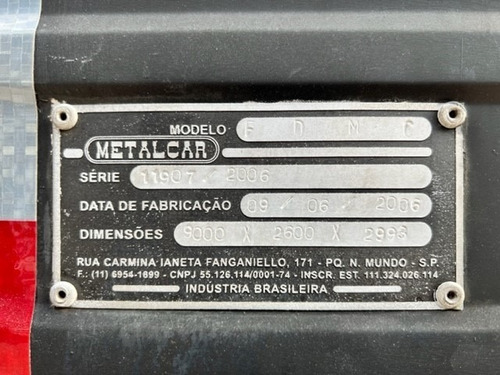 MODELO F D M C
METALCAR
SÉRIE 11907 / 2006
DATA DE FABRICAÇÃO 09 / 06 / 2006
DIMENSÕES 9000 X 2600 X 2993
RUA CARMINA IANETA FANGANIELLO, 171 - PQ. N. MUNDO - S.P.
F.: (11) 6954-1699 - CNPJ 55.126.114/0001-74 - INSCR. EST. 111.324.026.114
INDÚSTRIA BRASILEIRA